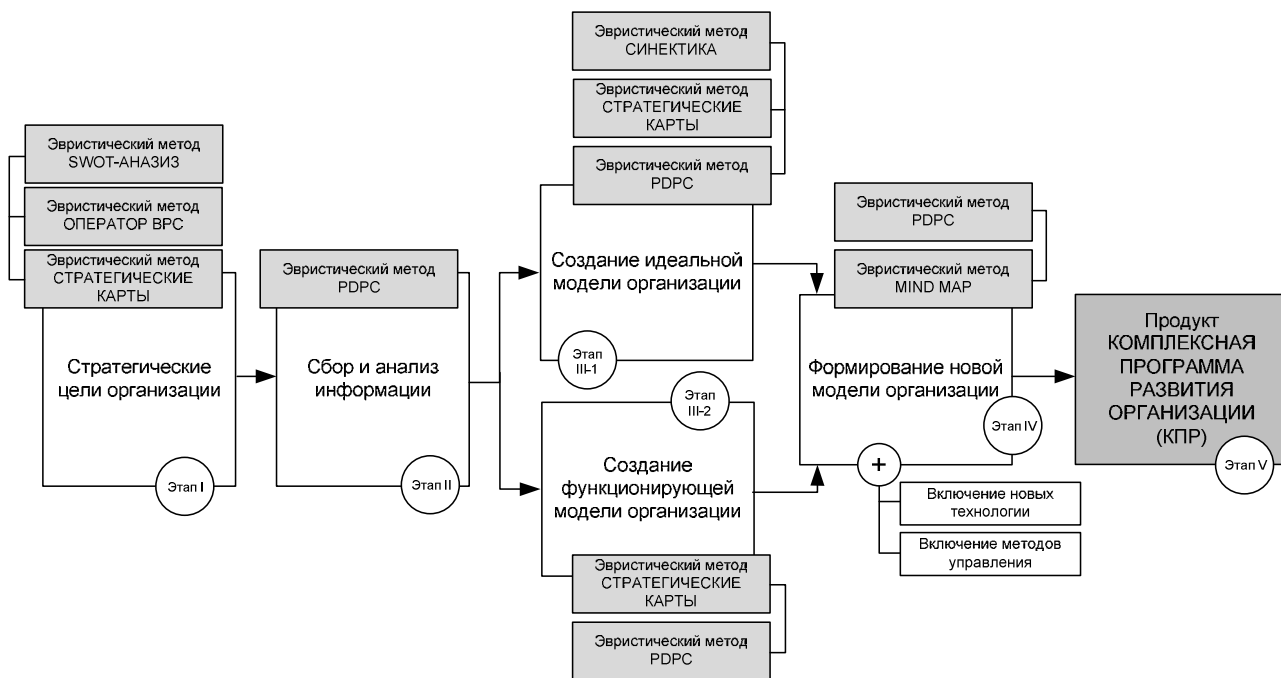 Эвристический метод
SWOT-АНАЗИЗ
Эвристический метод
ОПЕРАТОР ВРС
Эвристический метод
СТРАТЕГИЧЕСКИЕ
КАРТЫ
Стратегические
цели организации
Этап I
Эвристический метод
PDPC
Сбор и анализ
информации
Этап II
Эвристический метод
СИНЕКТИКА
Эвристический метод
СТРАТЕГИЧЕСКИЕ
КАРТЫ
Эвристический метод
PDPC
Создание идеальной
модели организации
Этап
III-1
Этап
III-2
Создание
функционирующей
модели организации
Эвристический метод
СТРАТЕГИЧЕСКИЕ
КАРТЫ
Эвристический метод
PDPC
Эвристический метод
PDPC
Эвристический метод
MIND MAP
Формирование новой
модели организации
Этап IV
+
Включение новых
технологии
Включение методов
управления
Продукт
КОМПЛЕКСНАЯ
ПРОГРАММА
РАЗВИТИЯ
ОРГАНИЗАЦИИ
(КПР)
Этап V